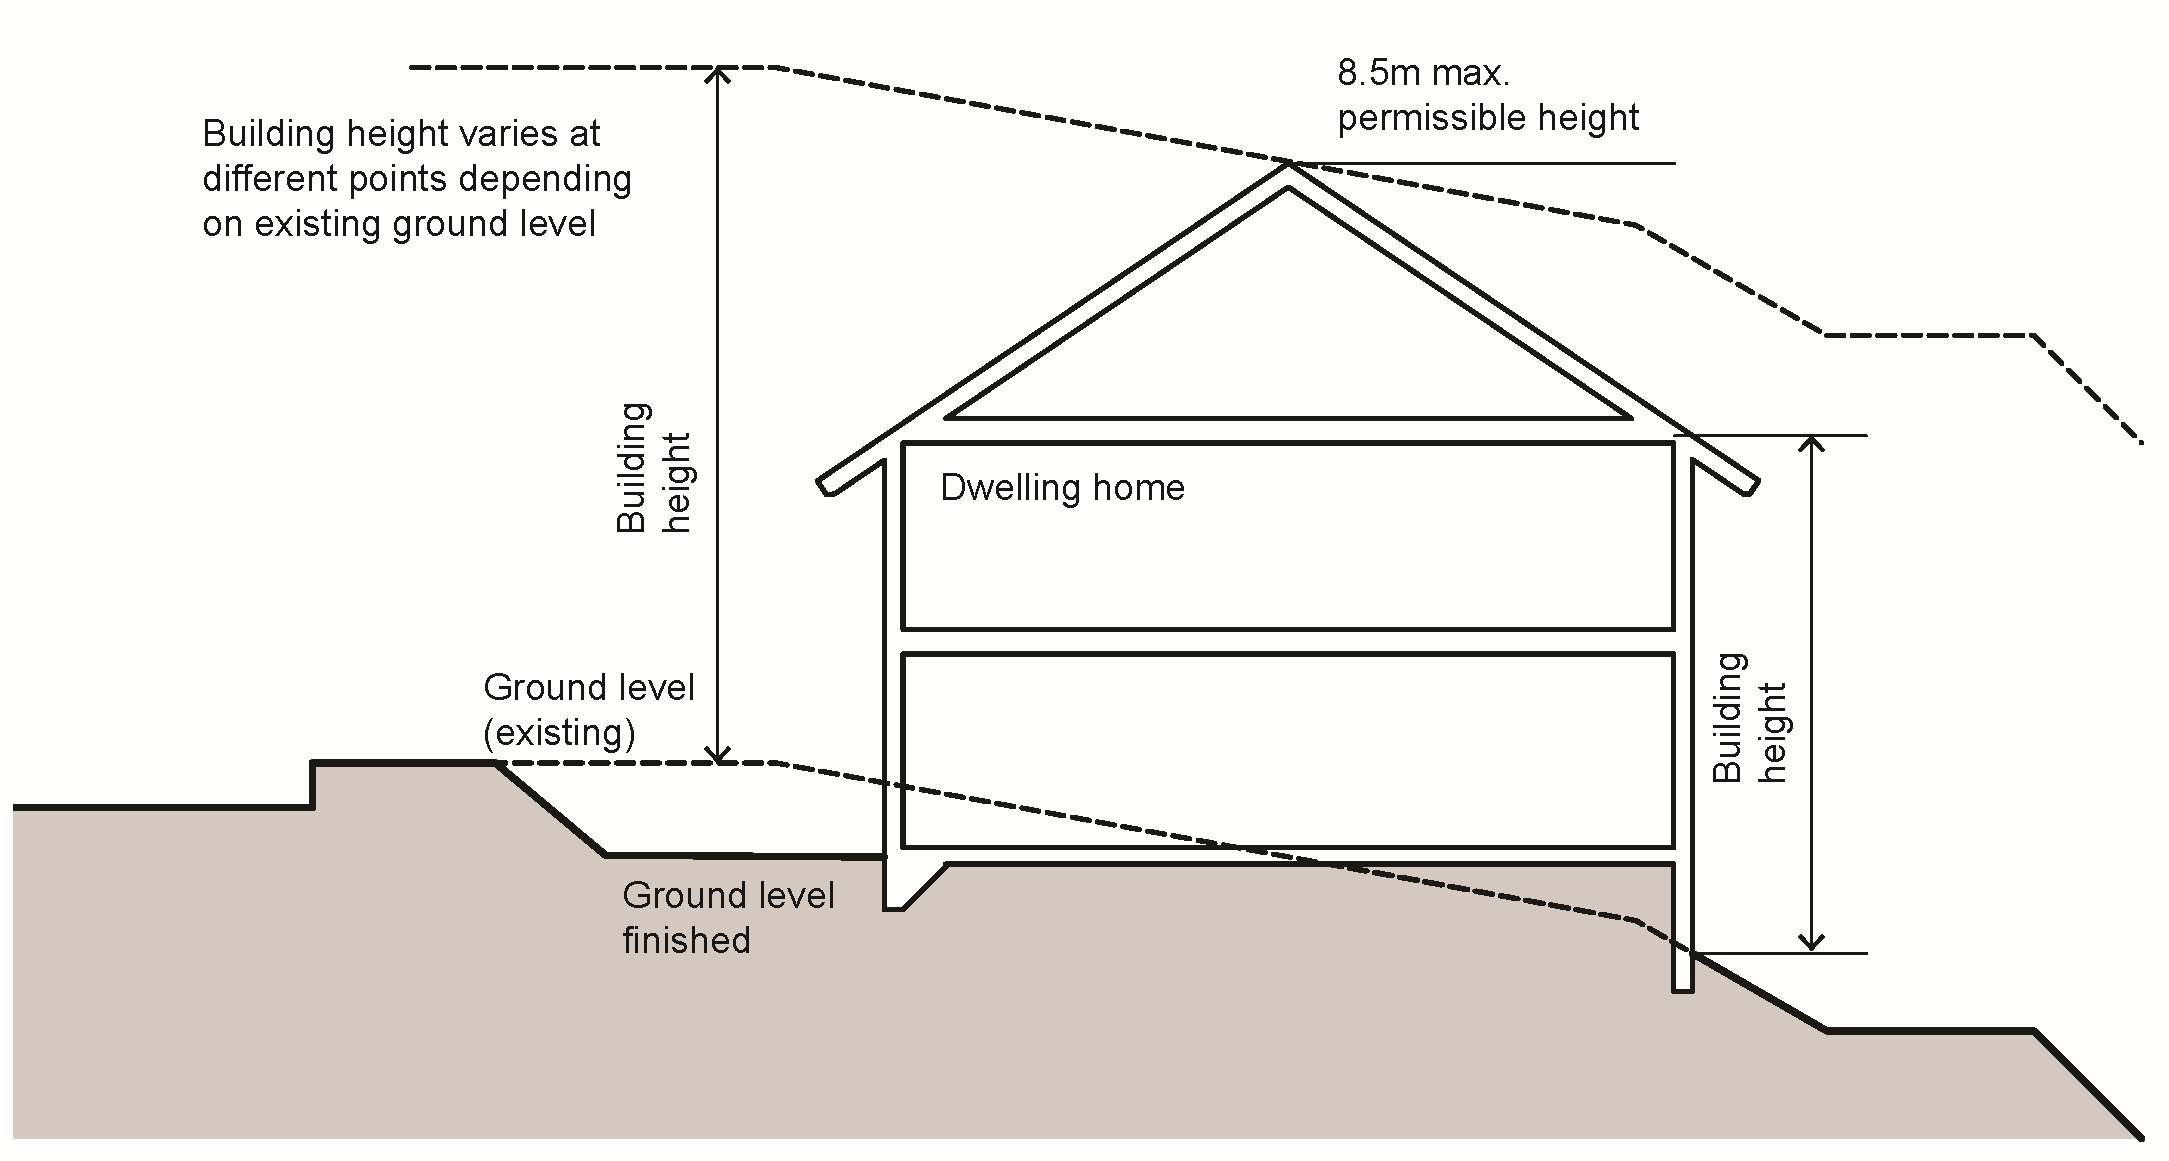 8.5m max.
permissible height
Building height varies at
different points depending
on existing ground level
Building
height
Dwelling home
Ground level
(existing)
Building
height
Ground level
finished